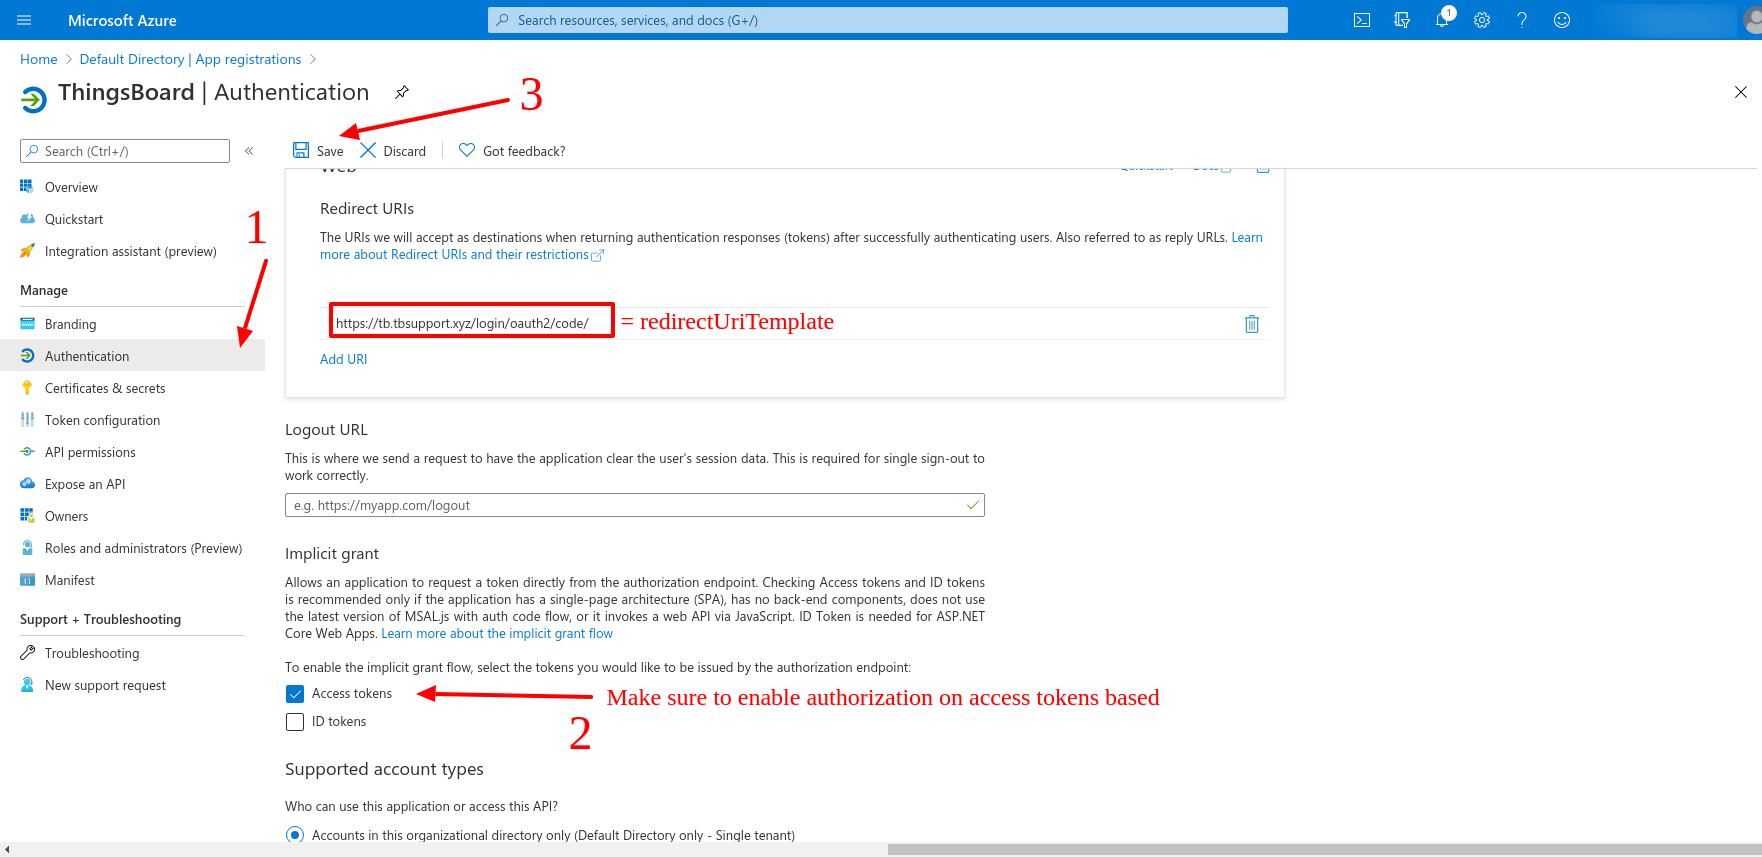 Microsoft Azure
Search resources, services, and docs (G+/)
1
Home > Default Directory | App registrations >
ThingsBoard | Authentication
3
Search (Ctrl+/)
«
Save
Discard
Got feedback?
Overview
Quickstart
Integration assistant (preview)
1
Manage
Branding
Authentication
Certificates & secrets
Token configuration
API permissions
Expose an API
Owners
Roles and administrators (Preview)
Manifest
Support + Troubleshooting
Troubleshooting
New support request
Web
Quickstart
Docs
Redirect URIs
The URIs we will accept as destinations when returning authentication responses (tokens) after successfully authenticating users. Also referred to as reply URLs. Learn
more about Redirect URIs and their restrictions
https://tb.tbsupport.xyz/login/oauth2/code/
= redirectUriTemplate
Add URI
Logout URL
This is where we send a request to have the application clear the user's session data. This is required for single sign-out to
work correctly.
e.g. https://myapp.com/logout
Implicit grant
Allows an application to request a token directly from the authorization endpoint. Checking Access tokens and ID tokens
is recommended only if the application has a single-page architecture (SPA), has no back-end components, does not use
the latest version of MSAL.js with auth code flow, or it invokes a web API via JavaScript. ID Token is needed for ASP.NET
Core Web Apps. Learn more about the implicit grant flow
To enable the implicit grant flow, select the tokens you would like to be issued by the authorization endpoint:
Access tokens
Make sure to enable authorization on access tokens based
ID tokens
2
Supported account types
Who can use this application or access this API?
Accounts in this organizational directory only (Default Directory only - Single tenant)